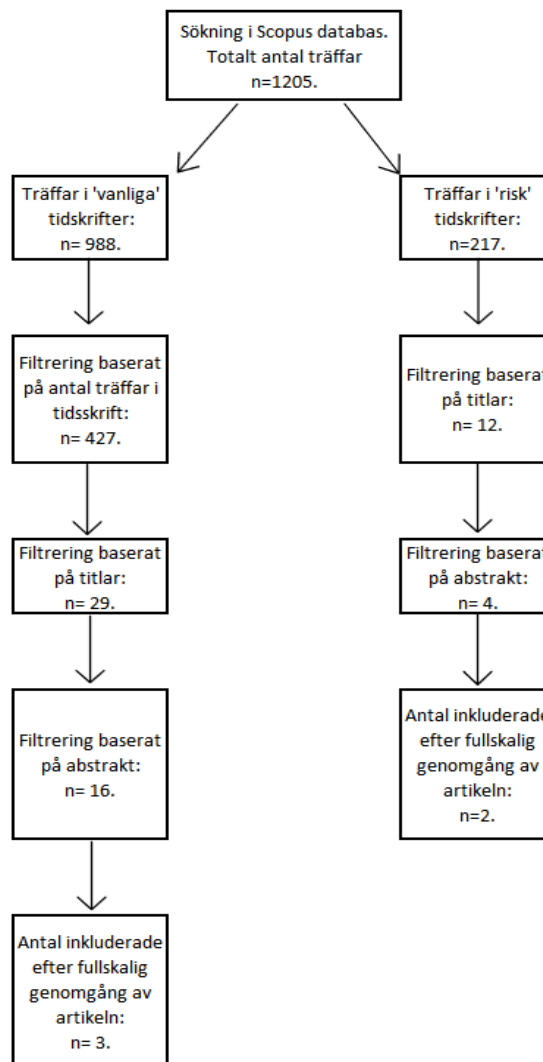 Sökning i Scopus databas.
Totalt antal träffar
n=1205.
Träffar i 'vanliga'
tidskrifter:
n= 988.
Filtrering baserat
på antal träffar i
tidsskrift:
n= 427.
Filtrering baserat
på titlar:
n= 29.
Filtrering baserat
på abstrakt:
n= 16.
Antal inkluderade
efter fullskalig
genomgång av
artikeln:
n= 3.
Träffar i 'risk'
tidskrifter:
n=217.
Filtrering baserat
på titlar:
n= 12.
Filtrering baserat
på abstrakt:
n= 4.
Antal inkluderade
efter fullskalig
genomgång av
artikeln:
n=2.